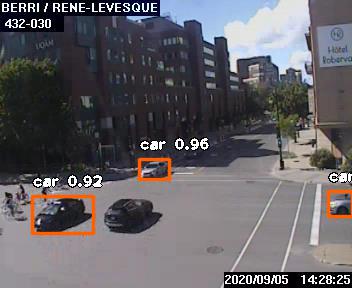 BERRI / RENE-LEVESQUE
432-030
UQÀM
Hôtel
Roberval
car 0.96
car 0.92
car
2020/09/05 14:28:25